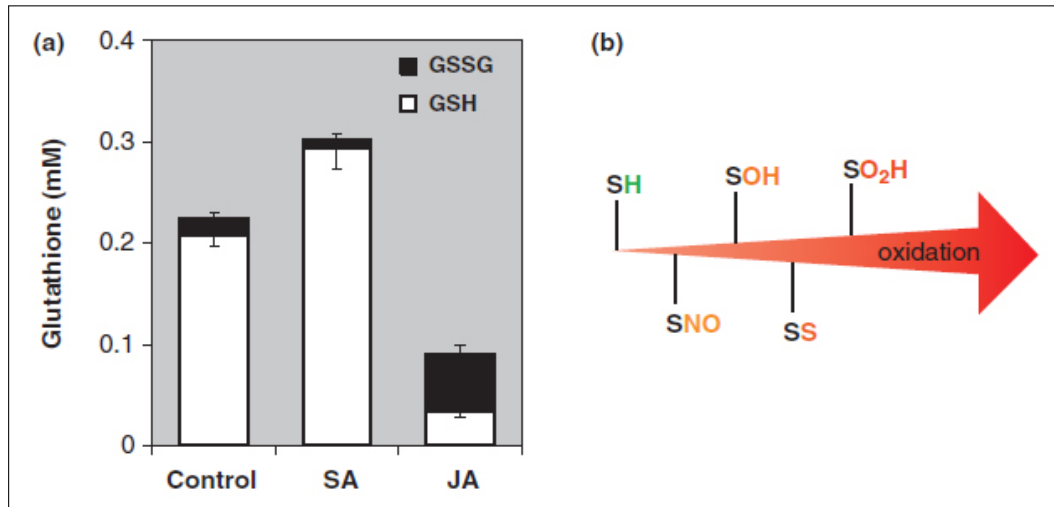 (a)
0.4
0.3
0.2
0.1
0
Glutathione (mM)
GSSG
GSH
Control SA JA
(b)
SH
SOH
SO₂H
oxidation
SNO
SS